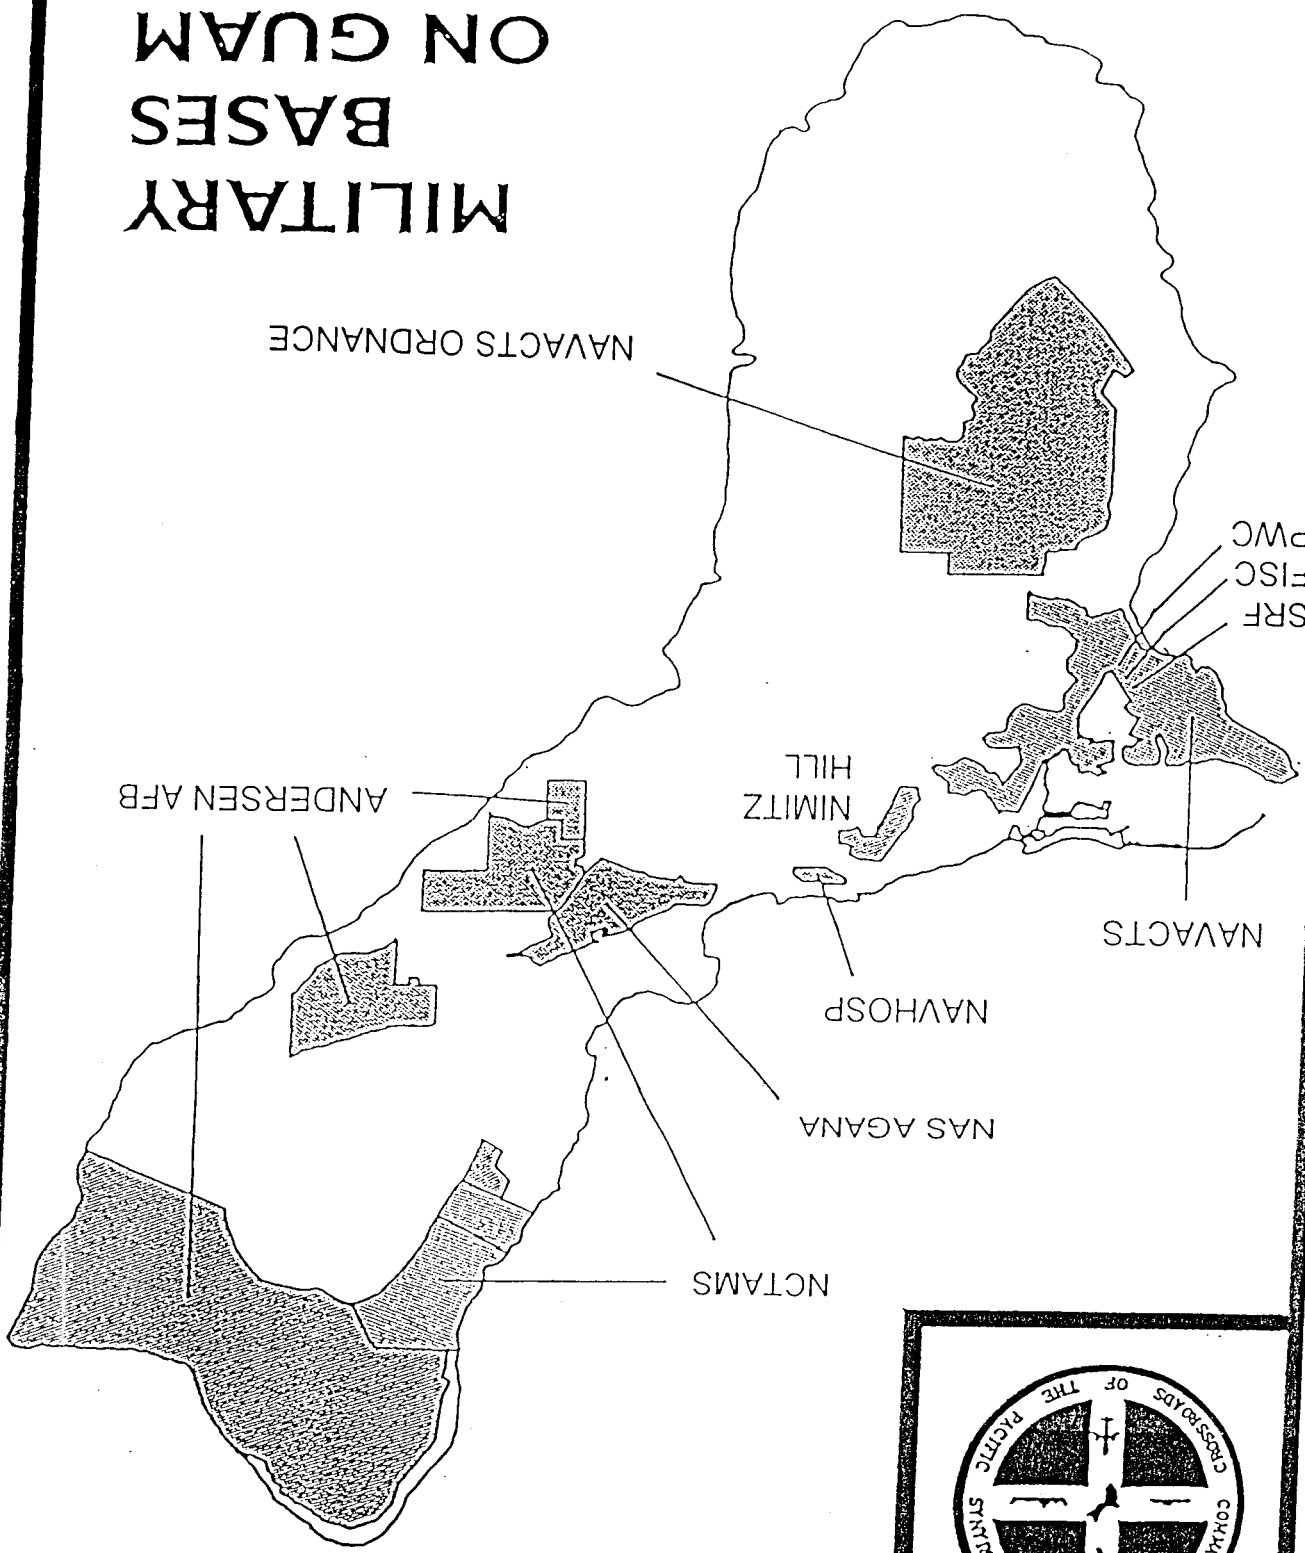 CROSSROADS OF THE PACIFIC
NCTAMS
NAS AGANA
NAVHOSP
NAVACTS
ANDERSEN AFB
NIMITZ
HILL
SRF
FISC
PWC
NAVACTS ORDNANCE
MILITARY
BASES
ON GUAM